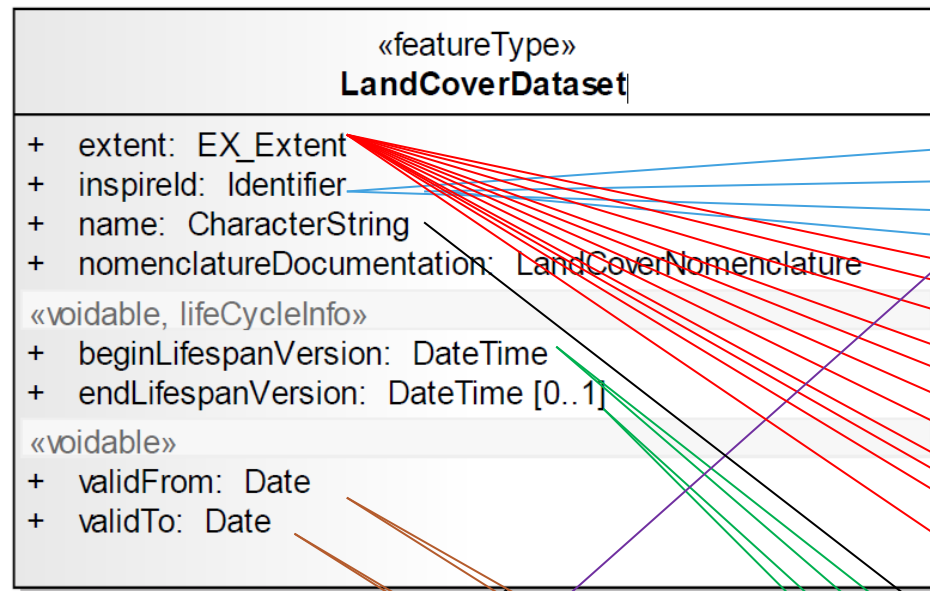 «featureType»
LandCoverDataset
+ extent: EX_Extent
+ inspireId: Identifier
+ name: CharacterString
+ nomenclatureDocumentation: LandCoverNomenclature
«voidable, lifeCycleInfo»
+ beginLifespanVersion: DateTime
+ endLifespanVersion: DateTime [0..1]
«voidable»
+ validFrom: Date
+ validTo: Date